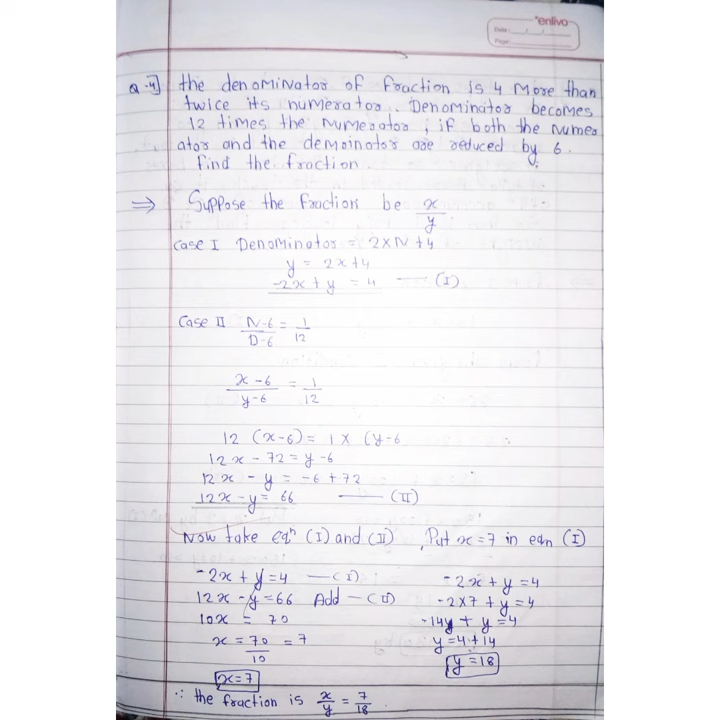 enlivo
Date :
Page:
Q.4] the denominator of fraction is 4 More than
twice its numerator. Denominator becomes
12 times the numerator, if both the numer
ator and the demoinator are reduced by 6.
find the fraction.
⇒ Suppose the fraction be x/y
Case I Denominator = 2×N+4
y = 2x+4
-2x+y = 4 — (I)
Case II N-6/D-6 = 1/12
x-6/y-6 = 1/12
12 (x-6) = 1 × (y-6
12x - 72 = y -6
12x - y = -6 +72
12x-y= 66 — (II)
Now take eqn (I) and (II)
-2x + y =4 — (I)
12x -y =66 Add — (II)
10x = 70
x = 70/10 = 7
x=7
Put x=7 in eqn (I)
-2x + y =4
-2×7 + y =4
-14y + y =4
y=4+14
y=18
∴ the fraction is x/y = 7/18.